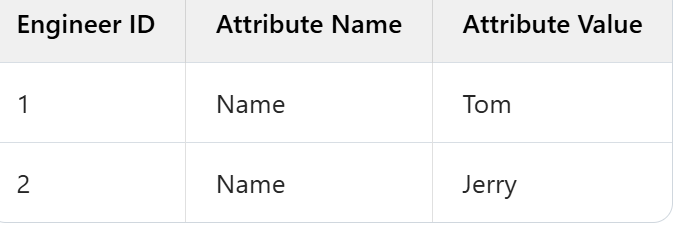 Engineer ID Attribute Name Attribute Value
1 Name Tom
2 Name Jerry